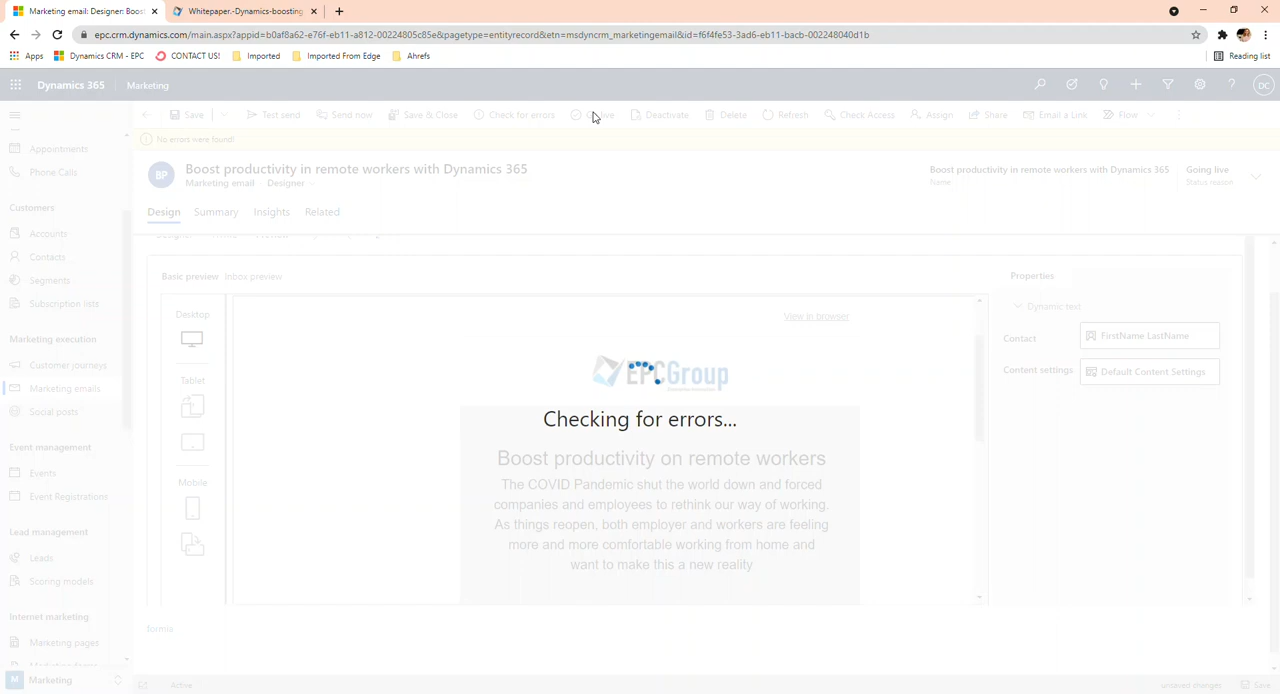 Marketing email: Designer: Boos
Whitepaper.-Dynamics-boosting
epc.crm.dynamics.com/main.aspx?appid=b0af8a62-e76f-eb11-a812-00224805c85e&pagetype=entityrecord&etn=msdyncrm_marketingemail&id=f6f4fe53-3ad6-eb11-bacb-002248040d1b
Apps
Dynamics CRM - EPC
CONTACT US!
Imported
Imported From Edge
Ahrefs
Reading list
Dynamics 365
Marketing
DC
Save
Test send
Send now
Save & Close
Check for errors
Deactivate
Delete
Refresh
Check Access
Assign
Share
Email a Link
Flow
No errors were found!
BP
Boost productivity in remote workers with Dynamics 365
Marketing email
Designer
Boost productivity in remote workers with Dynamics 365
Name
Going live
Status reason
Design
Summary
Insights
Related
Appointments
Phone Calls
Customers
Accounts
Contacts
Segments
Subscription lists
Marketing execution
Customer journeys
Marketing emails
Social posts
Event management
Events
Event Registrations
Lead management
Leads
Scoring models
Internet marketing
Marketing pages
Marketing
Basic preview
Inbox preview
Desktop
Tablet
Mobile
View in browser
EPCGroup
Checking for errors...
Boost productivity on remote workers
The COVID Pandemic shut the world down and forced
companies and employees to rethink our way of working.
As things reopen, both employer and workers are feeling
more and more comfortable working from home and
want to make this a new reality
Properties
Dynamic text
Contact
FirstName LastName
Content settings
Default Content Settings
formix
M
Marketing
Active
unsaved changes
Save